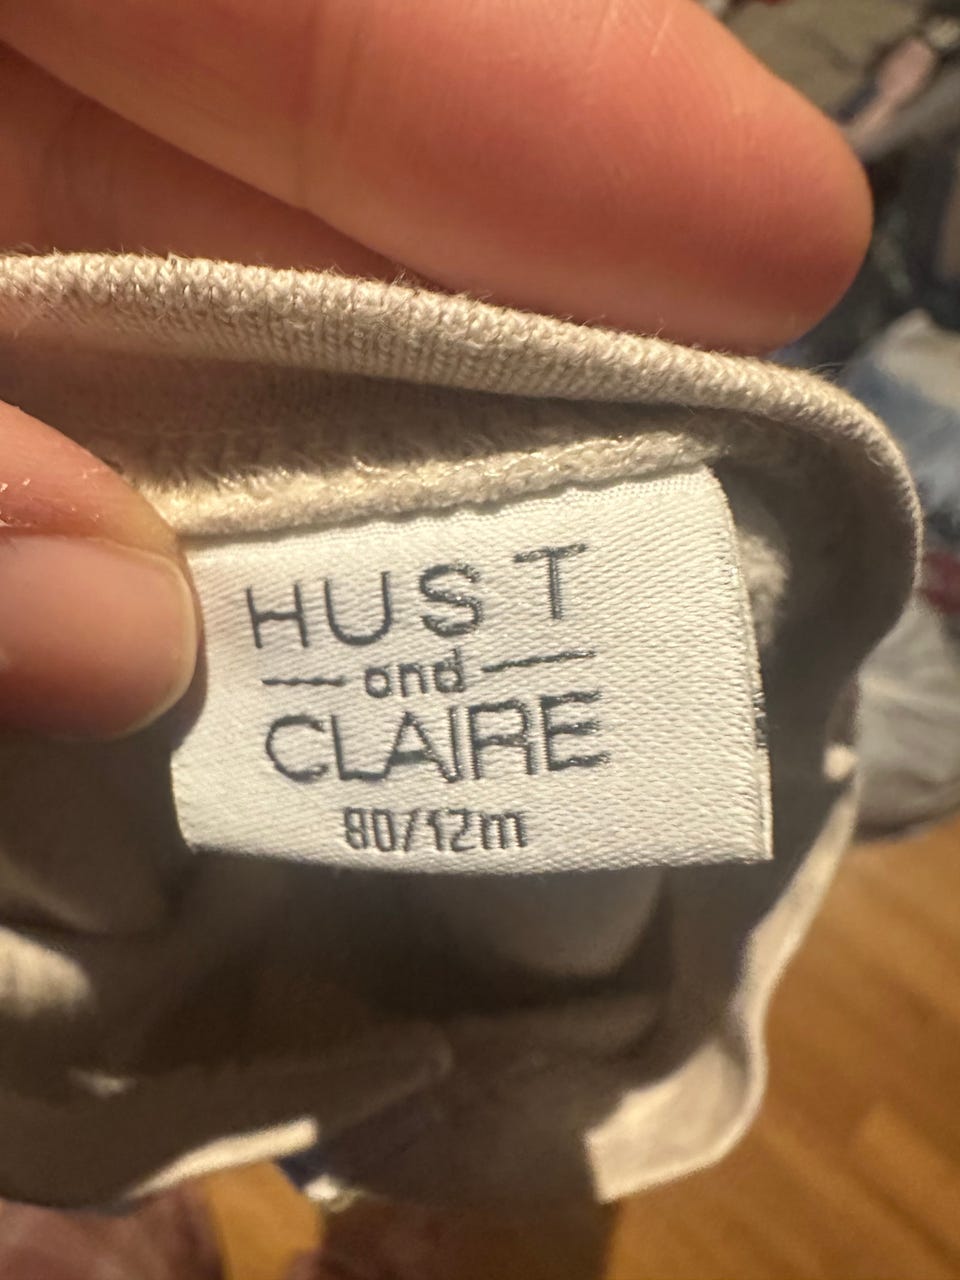 HUST
and
CLAIRE
80/12m